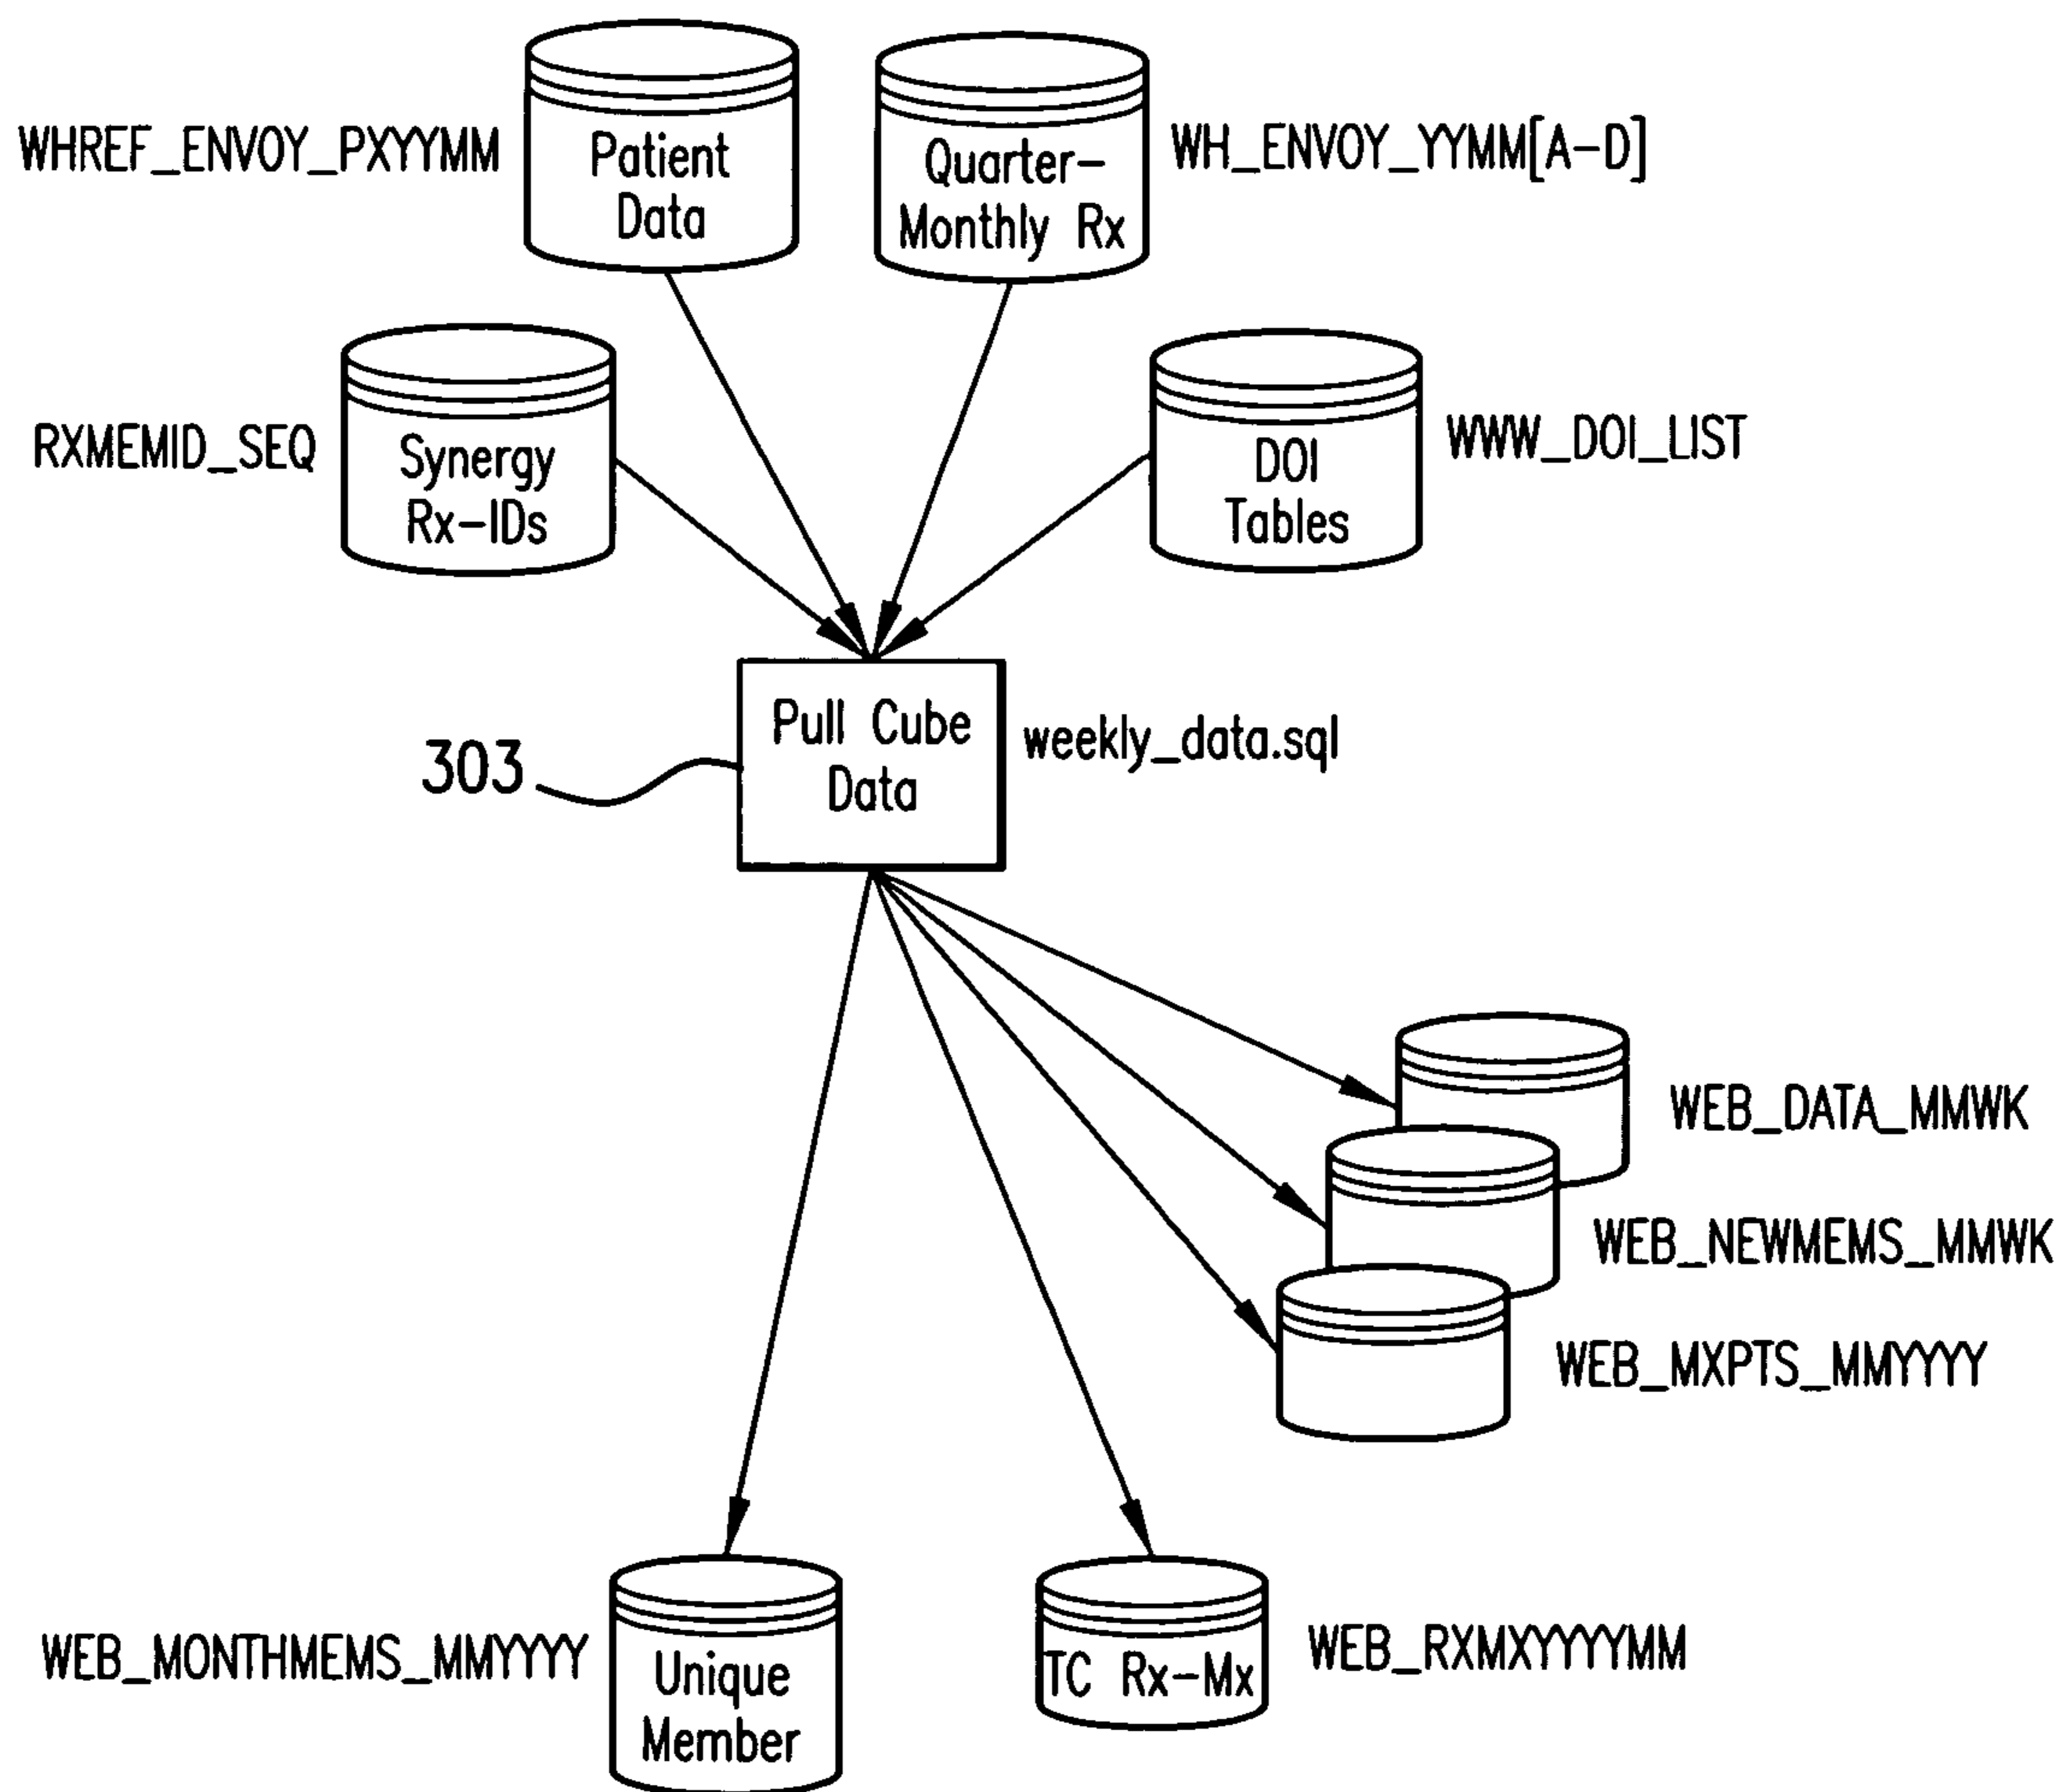 WHREF_ENVOY_PXYYMM
Patient
Data
Quarter-
Monthly Rx
WH_ENVOY_YYMM[A-D]
RXMEMID_SEQ
Synergy
Rx-IDs
DOI
Tables
WWW_DOI_LIST
303
Pull Cube
Data
weekly_data.sql
WEB_DATA_MMWK
WEB_NEWMEMS_MMWK
WEB_MXPTS_MMYYYY
WEB_MONTHMEMS_MMYYYY
Unique
Member
TC Rx-Mx
WEB_RXMXYYYYMM